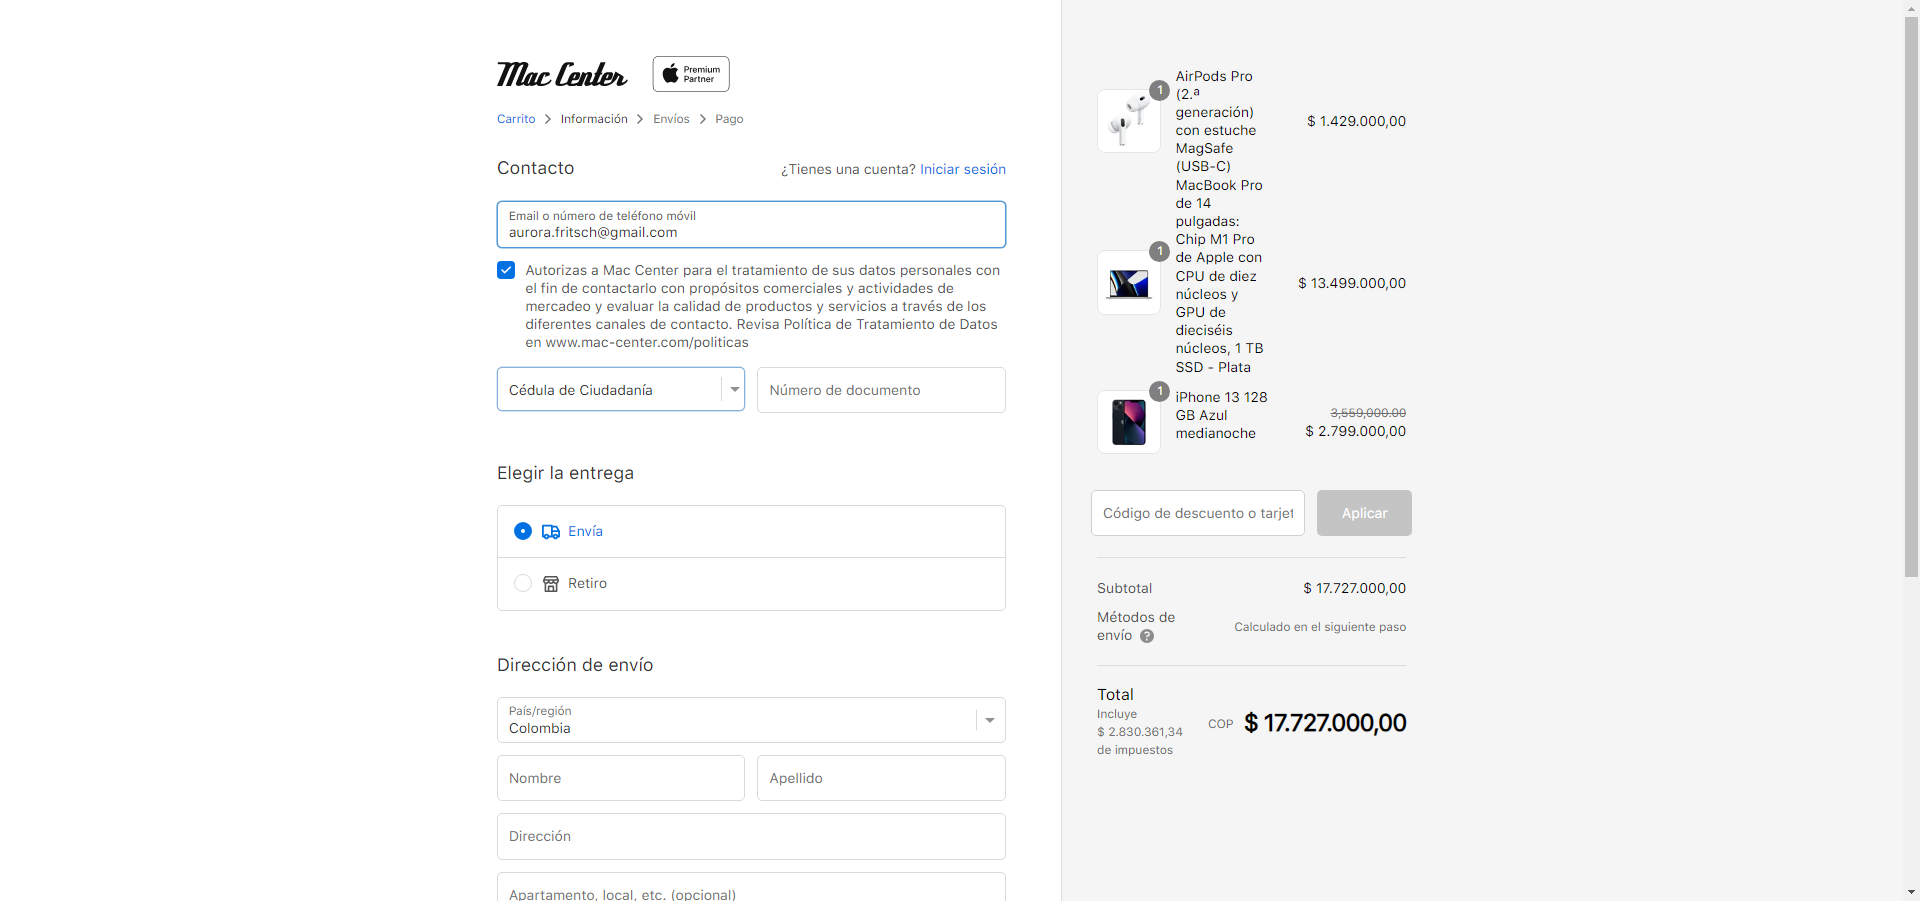 Mac Center
Premium
Partner
Carrito
Información
Envíos
Pago
Contacto
¿Tienes una cuenta? Iniciar sesión
Email o número de teléfono móvil
aurora.fritsch@gmail.com
Autorizas a Mac Center para el tratamiento de sus datos personales con
el fin de contactarlo con propósitos comerciales y actividades de
mercadeo y evaluar la calidad de productos y servicios a través de los
diferentes canales de contacto. Revisa Política de Tratamiento de Datos
en www.mac-center.com/politicas
Cédula de Ciudadanía
Número de documento
Elegir la entrega
Envía
Retiro
Dirección de envío
País/región
Colombia
Nombre
Apellido
Dirección
Apartamento, local, etc. (opcional)
1
AirPods Pro
(2.ª
generación)
con estuche
MagSafe
(USB-C)
$ 1.429.000,00
1
MacBook Pro
de 14
pulgadas:
Chip M1 Pro
de Apple con
CPU de diez
núcleos y
GPU de
dieciséis
núcleos, 1 TB
SSD - Plata
$ 13.499.000,00
1
iPhone 13 128
GB Azul
medianoche
3,559,000.00
$ 2.799.000,00
Código de descuento o tarjet
Aplicar
Subtotal
$ 17.727.000,00
Métodos de
envío
?
Calculado en el siguiente paso
Total
Incluye
$ 2.830.361,34
de impuestos
COP
$ 17.727.000,00